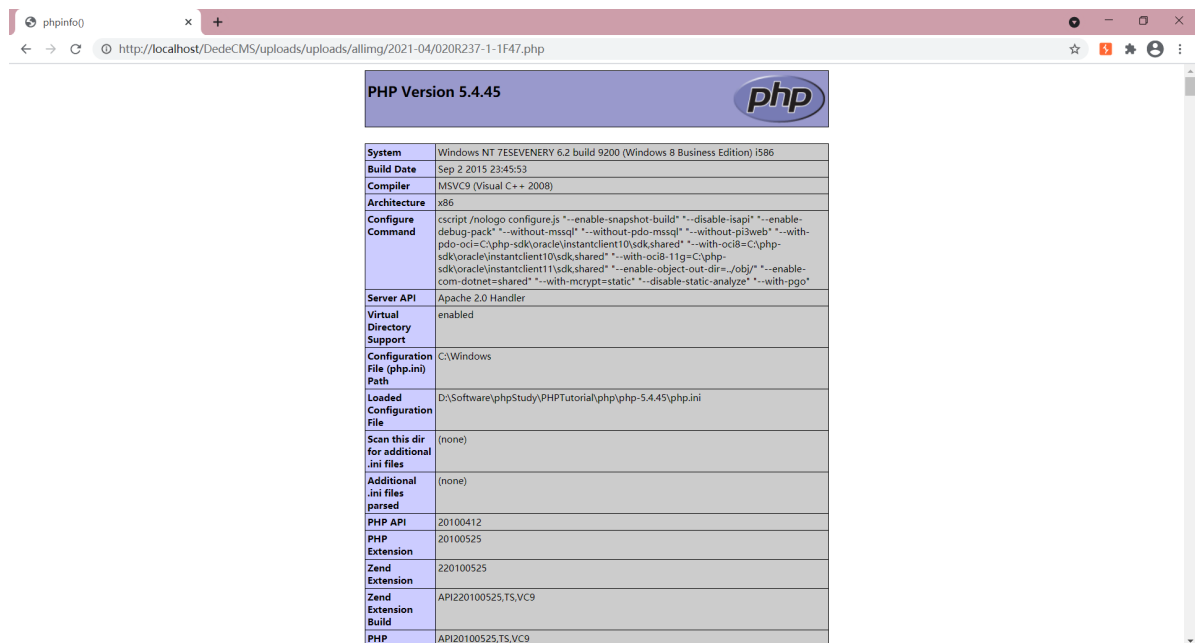 phpinfo()
http://localhost/DedeCMS/uploads/uploads/allimg/2021-04/020R237-1-1F47.php
PHP Version 5.4.45
php
System Windows NT 7ESEVENERY 6.2 build 9200 (Windows 8 Business Edition) i586
Build Date Sep 2 2015 23:45:53
Compiler MSVC9 (Visual C++ 2008)
Architecture x86
Configure Command cscript /nologo configure.js "--enable-snapshot-build" "--disable-isapi" "--enable-
debug-pack" "--without-mssql" "--without-pdo-mssql" "--without-pi3web" "--with-
pdo-oci=C:\php-sdk\oracle\instantclient10\sdk,shared" "--with-oci8=C:\php-
sdk\oracle\instantclient10\sdk,shared" "--with-oci8-11g=C:\php-
sdk\oracle\instantclient11\sdk,shared" "--enable-object-out-dir=../obj/" "--enable-
com-dotnet=shared" "--with-mcrypt=static" "--disable-static-analyze" "--with-pgo"
Server API Apache 2.0 Handler
Virtual
Directory
Support enabled
Configuration
File (php.ini)
Path C:\Windows
Loaded
Configuration
File D:\Software\phpStudy\PHPTutorial\php\php-5.4.45\php.ini
Scan this dir
for additional
.ini files (none)
Additional
.ini files
parsed (none)
PHP API 20100412
PHP
Extension 20100525
Zend
Extension 220100525
Zend
Extension
Build API220100525,TS,VC9
PHP API20100525,TS,VC9